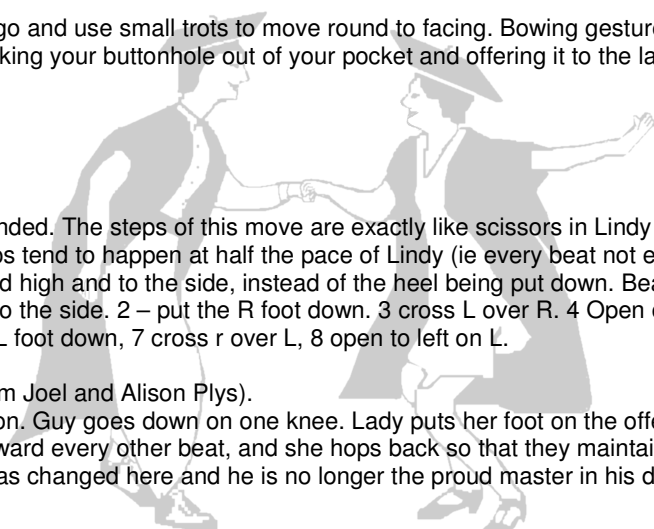 go and use small trots to move round to facing. Bowing gesture
king your buttonhole out of your pocket and offering it to the la
nded. The steps of this move are exactly like scissors in Lindy
os tend to happen at half the pace of Lindy (ie every beat not e
d high and to the side, instead of the heel being put down. Bea
o the side. 2 – put the R foot down. 3 cross L over R. 4 Open
L foot down, 7 cross r over L, 8 open to left on L.
m Joel and Alison Plys).
on. Guy goes down on one knee. Lady puts her foot on the offe
ward every other beat, and she hops back so that they maintai
as changed here and he is no longer the proud master in his d